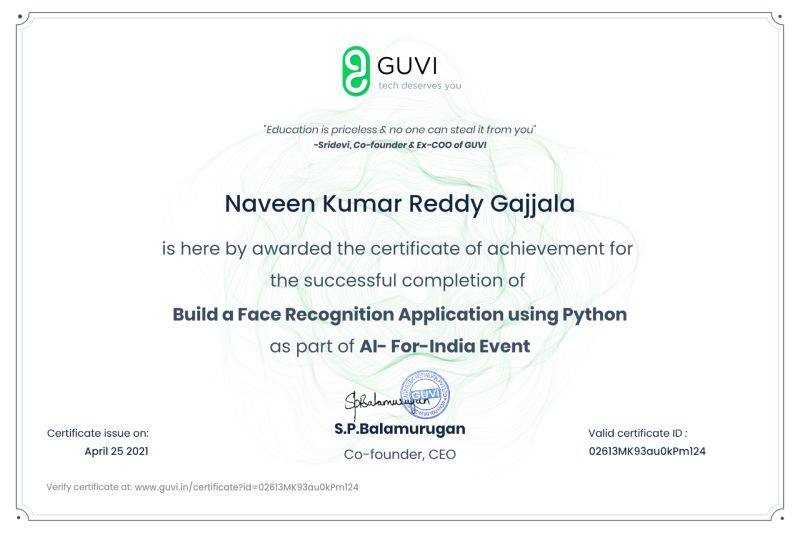 GUVI
tech deserves you
"Education is priceless & no one can steal it from you"
-Sridevi, Co-founder & Ex-COO of GUVI
Naveen Kumar Reddy Gajjala
is here by awarded the certificate of achievement for
the successful completion of
Build a Face Recognition Application using Python
as part of AI- For-India Event
SpBalamurugan
GUVI
S.P.Balamurugan
Co-founder, CEO
Certificate issue on:
April 25 2021
Valid certificate ID :
02613MK93au0kPm124
Verify certificate at: www.guvi.in/certificate?id=02613MK93au0kPm124